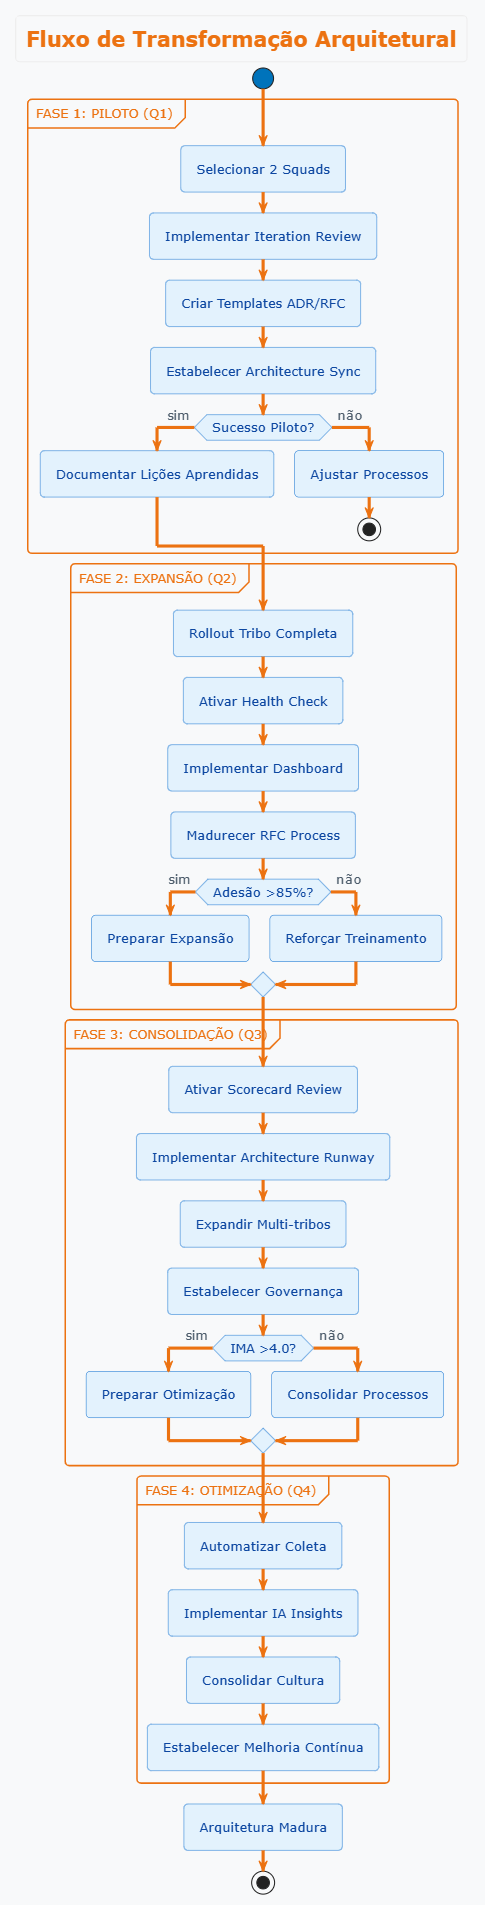 Fluxo de Transformação Arquitetural
FASE 1: PILOTO (Q1)
Selecionar 2 Squads
Implementar Iteration Review
Criar Templates ADR/RFC
Estabelecer Architecture Sync
sim
Sucesso Piloto?
não
Documentar Lições Aprendidas
Ajustar Processos
FASE 2: EXPANSÃO (Q2)
Rollout Tribo Completa
Ativar Health Check
Implementar Dashboard
Madurecer RFC Process
sim
Adesão >85%?
não
Preparar Expansão
Reforçar Treinamento
FASE 3: CONSOLIDAÇÃO (Q3)
Ativar Scorecard Review
Implementar Architecture Runway
Expandir Multi-tribos
Estabelecer Governança
sim
IMA >4.0?
não
Preparar Otimização
Consolidar Processos
FASE 4: OTIMIZAÇÃO (Q4)
Automatizar Coleta
Implementar IA Insights
Consolidar Cultura
Estabelecer Melhoria Contínua
Arquitetura Madura